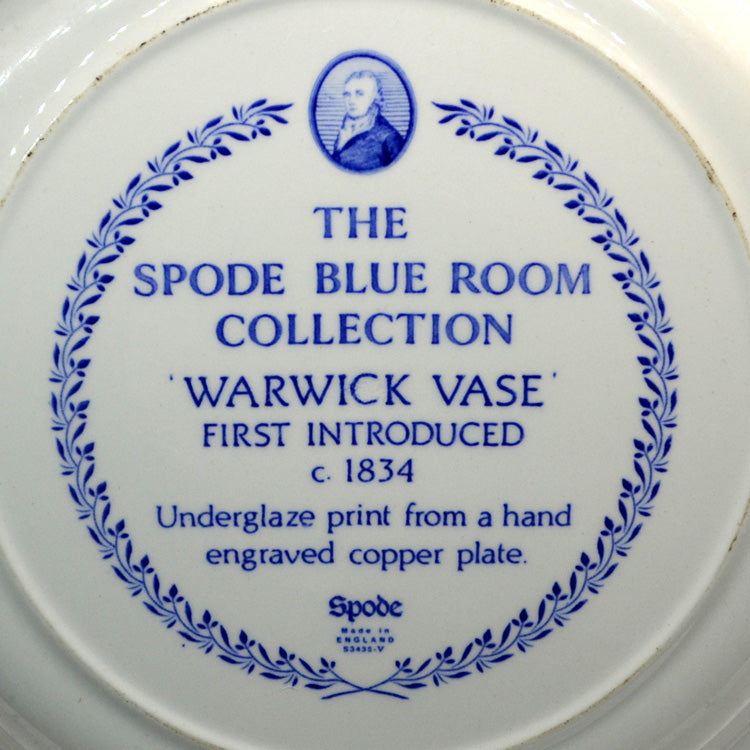 THE
SPODE BLUE ROOM
COLLECTION
'WARWICK VASE'
FIRST INTRODUCED
c. 1834
Underglaze print from a hand
engraved copper plate.
Spode
Made in
ENGLAND
S3435-V